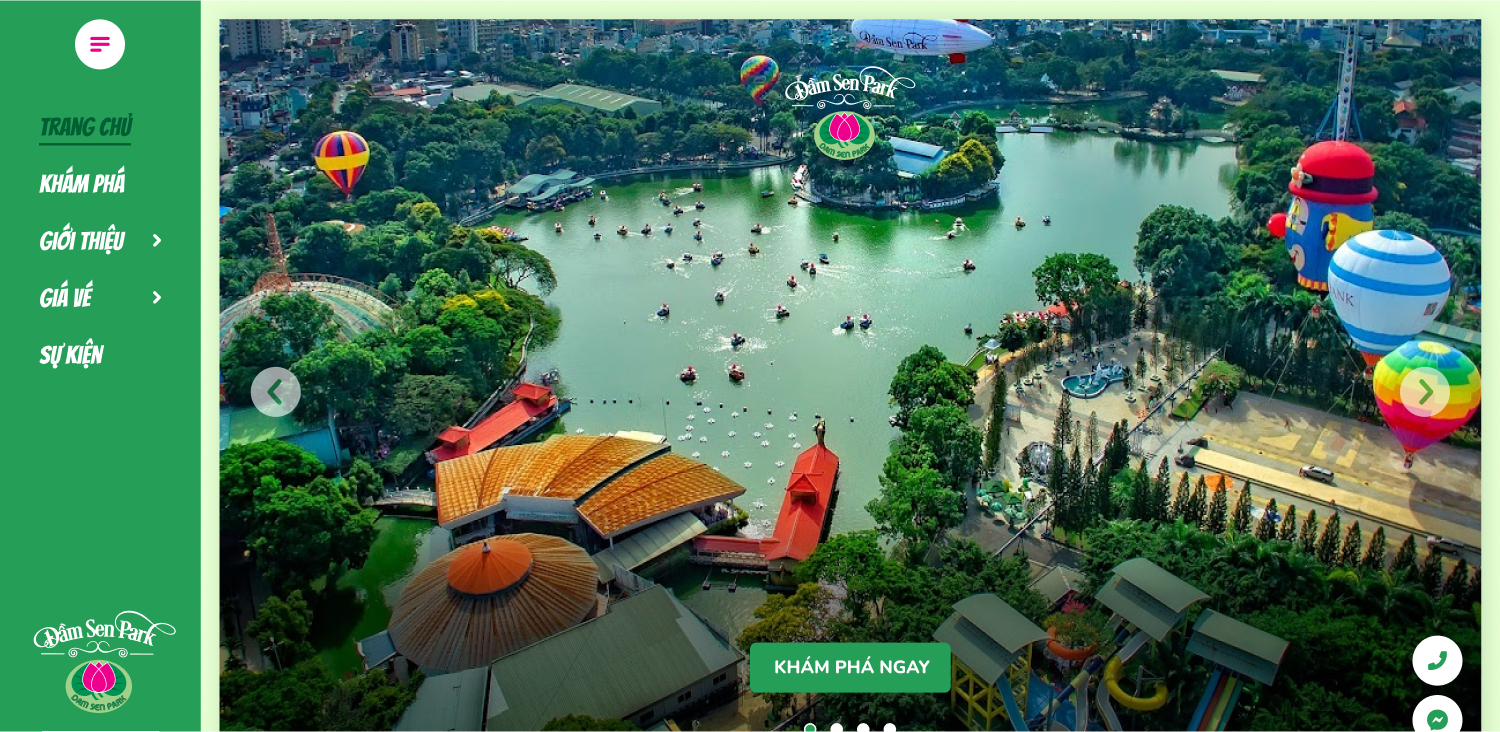 TRANG CHỦ
KHÁM PHÁ
GIỚI THIỆU
GIÁ VÉ
SỰ KIỆN
Đầm Sen Park
ĐẦM SEN PARK
Đầm Sen Park
Đầm Sen Park
ĐẦM SEN PARK
KHÁM PHÁ NGAY